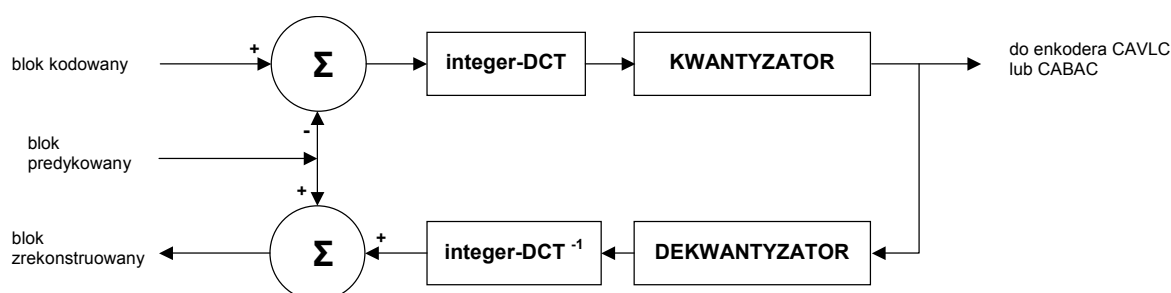 blok kodowany
+
Σ
integer-DCT
KWANTYZATOR
do enkodera CAVLC
lub CABAC
-
blok
predykowany
+
blok
zrekonstruowany
Σ
+
integer-DCT -1
DEKWANTYZATOR